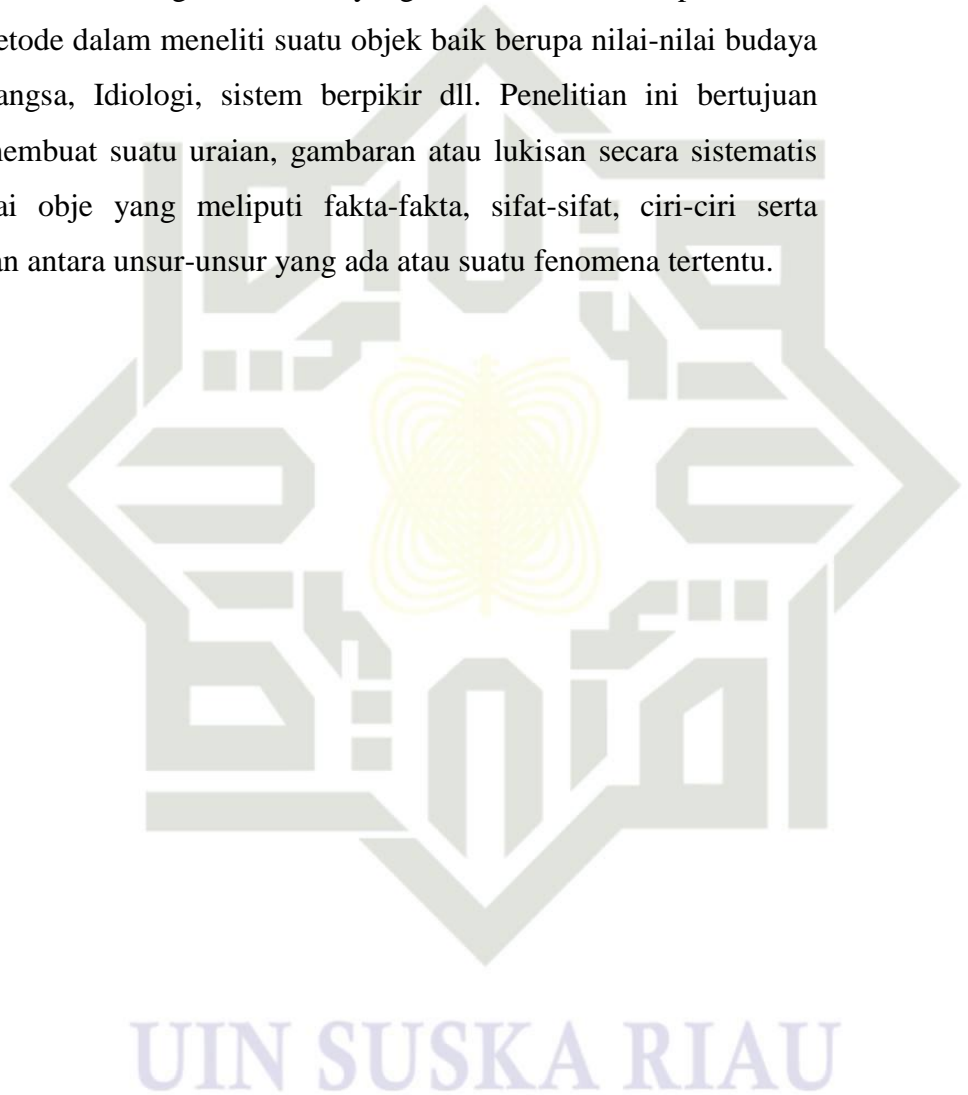 etode dalam meneliti suatu objek baik berupa nilai-nilai budaya
angsa, Idiologi, sistem berpikir dll. Penelitian ini bertujuan
embuat suatu uraian, gambaran atau lukisan secara sistematis
ai obje yang meliputi fakta-fakta, sifat-sifat, ciri-ciri serta
an antara unsur-unsur yang ada atau suatu fenomena tertentu.
UIN SUSKA RIAU